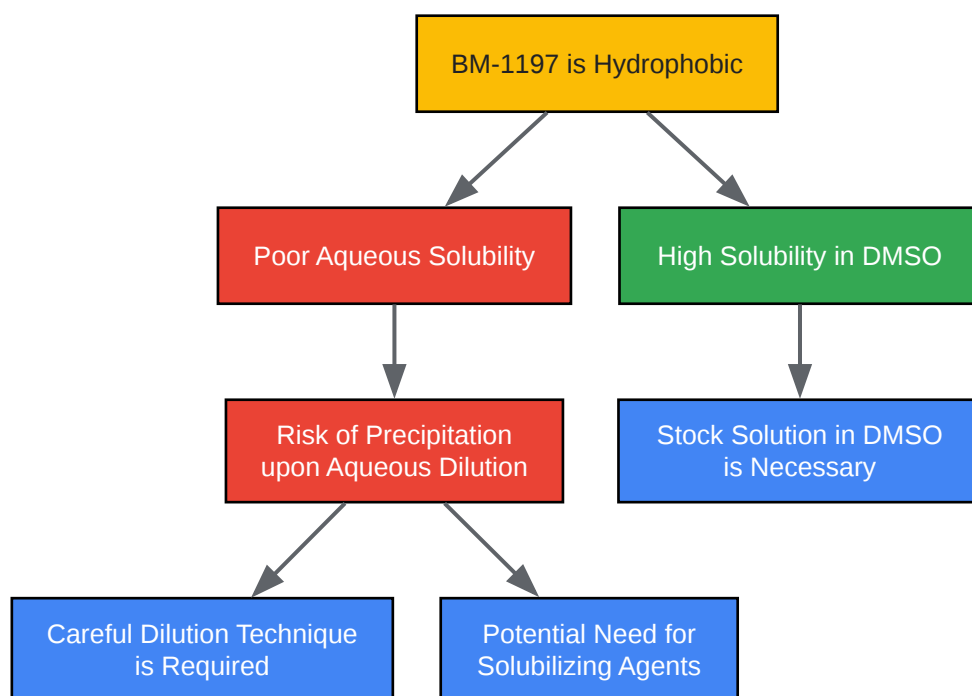 BM-1197 is Hydrophobic
Poor Aqueous Solubility
High Solubility in DMSO
Risk of Precipitation
upon Aqueous Dilution
Stock Solution in DMSO
is Necessary
Careful Dilution Technique
is Required
Potential Need for
Solubilizing Agents